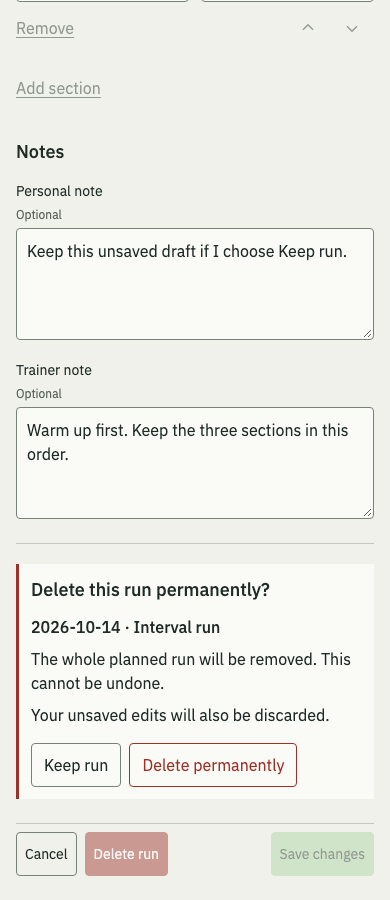 Remove
Add section
Notes
Personal note
Optional
Keep this unsaved draft if I choose Keep run.
Trainer note
Optional
Warm up first. Keep the three sections in this
order.
Delete this run permanently?
2026-10-14 · Interval run
The whole planned run will be removed. This
cannot be undone.
Your unsaved edits will also be discarded.
Keep run
Delete permanently
Cancel
Delete run
Save changes